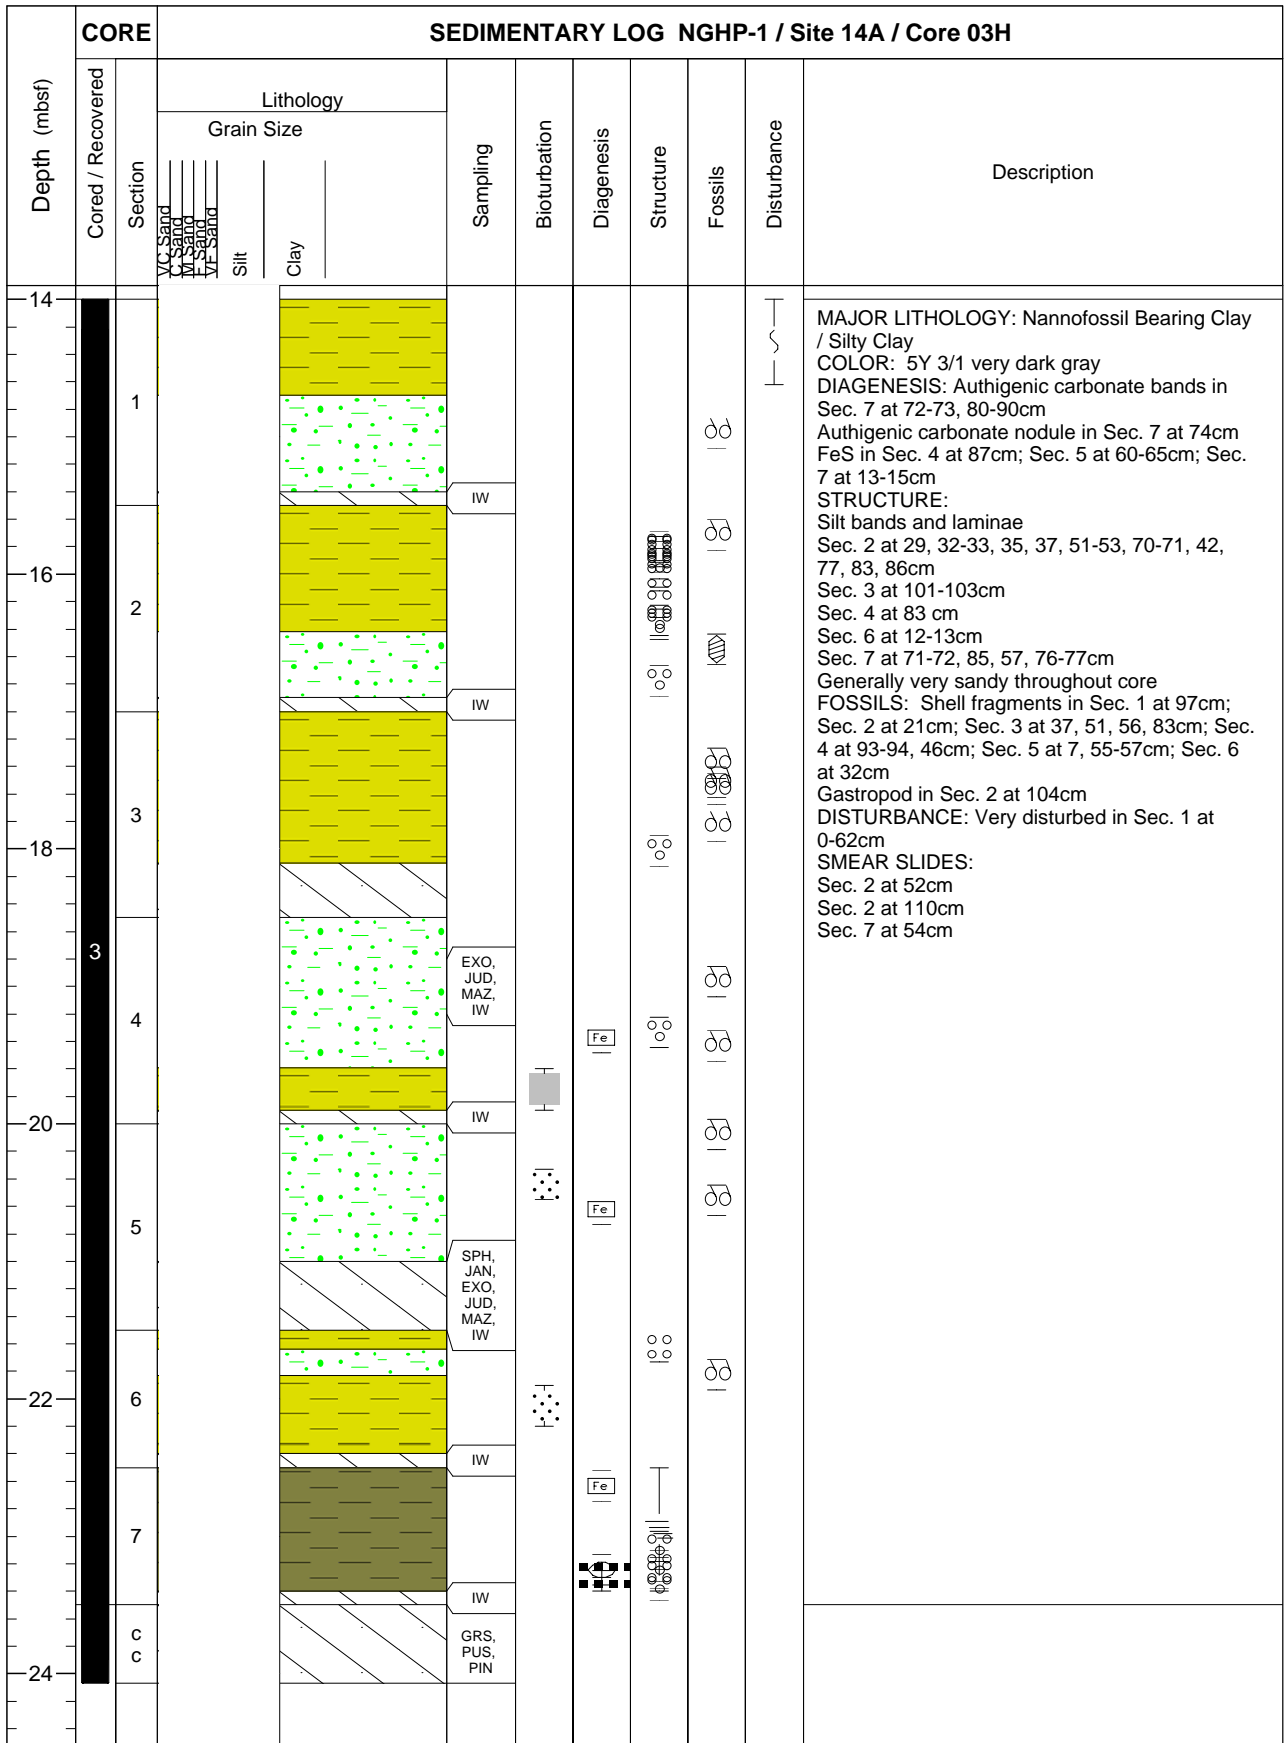 CORE
SEDIMENTARY LOG NGHP-1 / Site 14A / Core 03H
Depth (mbsf)
Cored / Recovered
Section
Lithology
Grain Size
VC Sand
C Sand
M Sand
F Sand
VF Sand
Silt
Clay
Sampling
Bioturbation
Diagenesis
Structure
Fossils
Disturbance
Description
14
MAJOR LITHOLOGY: Nannofossil Bearing Clay
/ Silty Clay
COLOR: 5Y 3/1 very dark gray
DIAGENESIS: Authigenic carbonate bands in
Sec. 7 at 72-73, 80-90cm
Authigenic carbonate nodule in Sec. 7 at 74cm
FeS in Sec. 4 at 87cm; Sec. 5 at 60-65cm; Sec.
7 at 13-15cm
STRUCTURE:
Silt bands and laminae
Sec. 2 at 29, 32-33, 35, 37, 51-53, 70-71, 42,
77, 83, 86cm
Sec. 3 at 101-103cm
Sec. 4 at 83 cm
Sec. 6 at 12-13cm
Sec. 7 at 71-72, 85, 57, 76-77cm
Generally very sandy throughout core
FOSSILS: Shell fragments in Sec. 1 at 97cm;
Sec. 2 at 21cm; Sec. 3 at 37, 51, 56, 83cm; Sec.
4 at 93-94, 46cm; Sec. 5 at 7, 55-57cm; Sec. 6
at 32cm
Gastropod in Sec. 2 at 104cm
DISTURBANCE: Very disturbed in Sec. 1 at
0-62cm
SMEAR SLIDES:
Sec. 2 at 52cm
Sec. 2 at 110cm
Sec. 7 at 54cm
1
IW
16
2
IW
3
18
3
EXO,
JUD,
MAZ,
IW
4
Fe
IW
20
Fe
5
SPH,
JAN,
EXO,
JUD,
MAZ,
IW
22
6
IW
Fe
7
IW
c
c
GRS,
PUS,
PIN
24